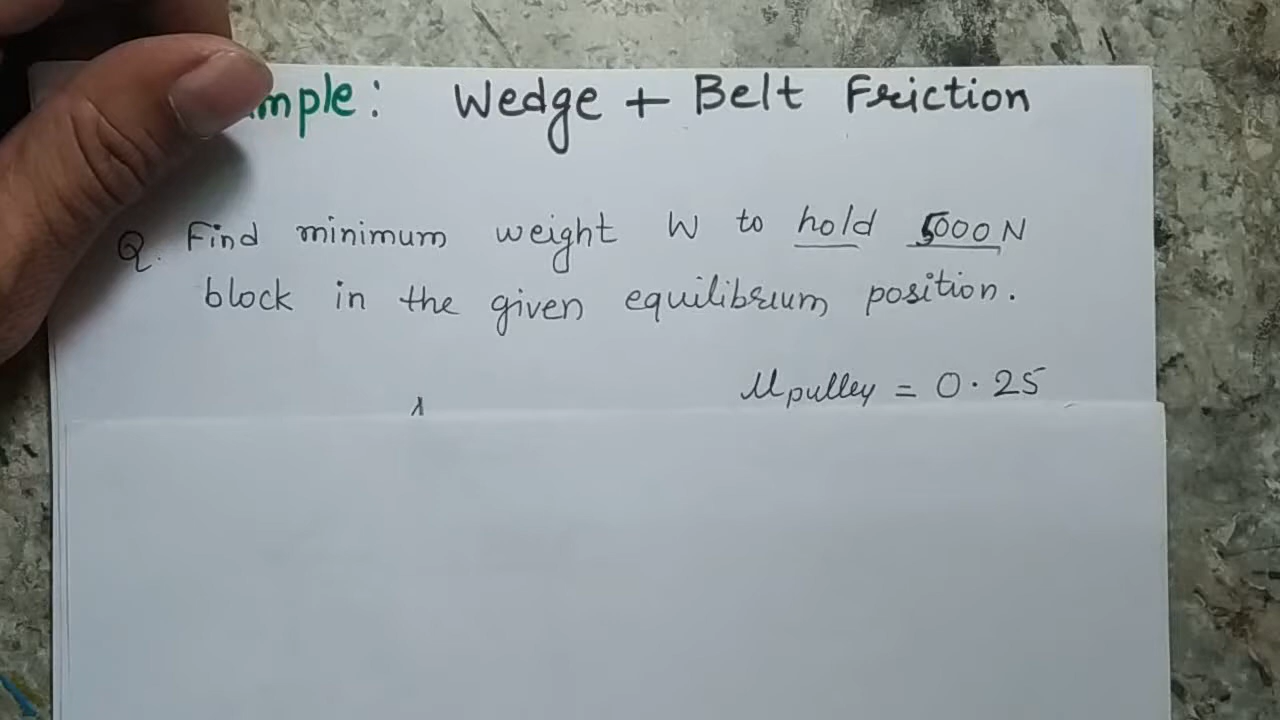 mple: Wedge + Belt Friction
Q. Find minimum weight W to hold 5000 N
block in the given equilibrium position.
μpulley = 0.25